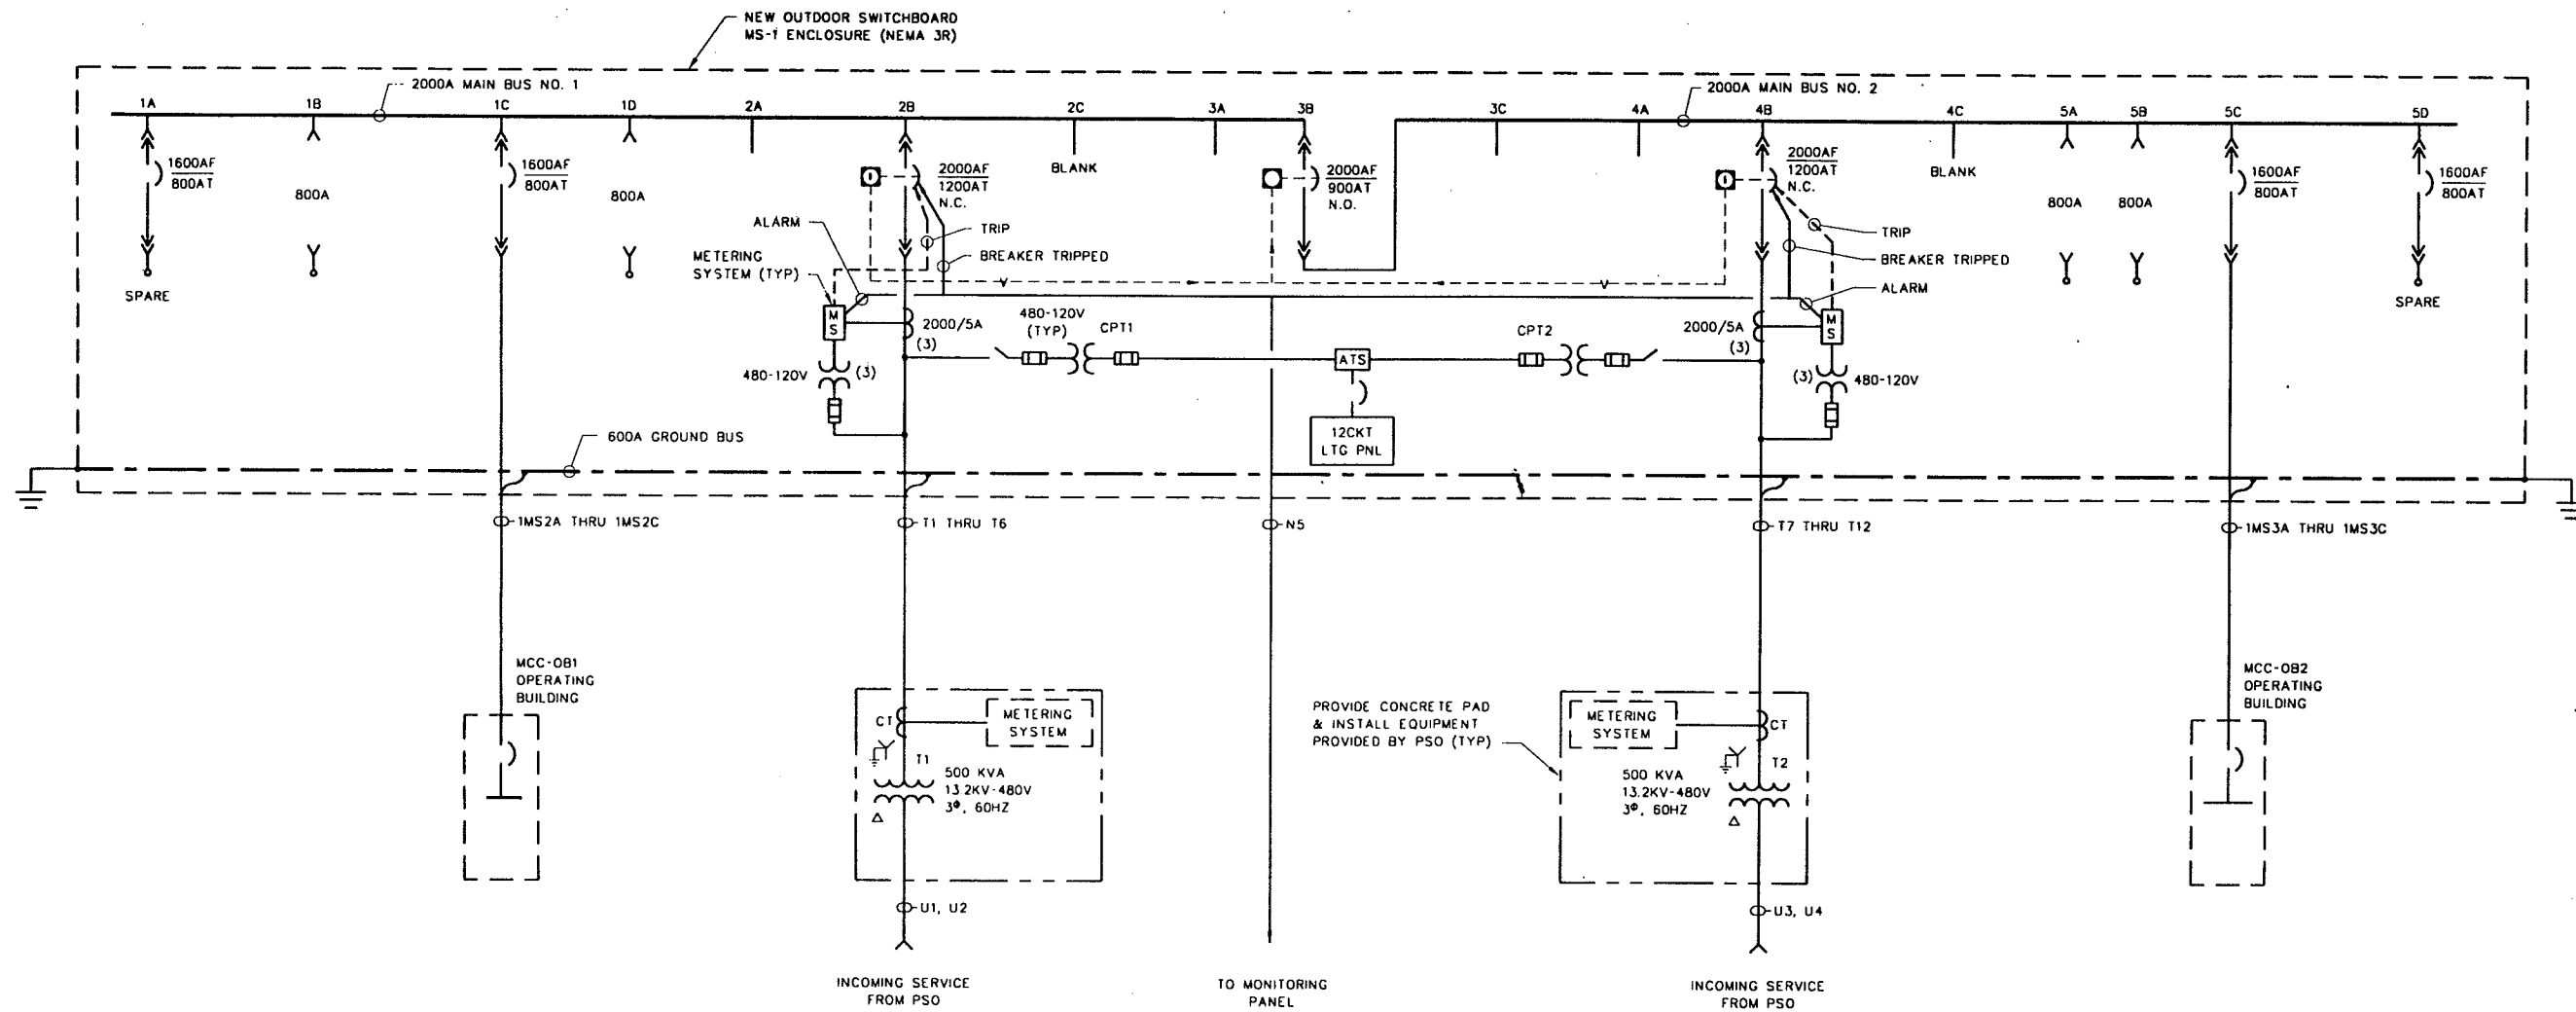 NEW OUTDOOR SWITCHBOARD
MS-1 ENCLOSURE (NEMA 3R)
2000A MAIN BUS NO. 1
2000A MAIN BUS NO. 2
1A
1B
1C
1D
2A
2B
2C
3A
3B
3C
4A
4B
4C
5A
5B
5C
5D
1600AF
800AT
SPARE
800A
1600AF
800AT
800A
2000AF
1200AT
N.C.
BLANK
2000AF
900AT
N.O.
2000AF
1200AT
N.C.
BLANK
800A
800A
1600AF
800AT
1600AF
800AT
SPARE
ALARM
TRIP
BREAKER TRIPPED
METERING
SYSTEM (TYP)
V
V
TRIP
BREAKER TRIPPED
ALARM
M
S
2000/5A
(3)
480-120V
(TYP)
CPT1
ATS
CPT2
2000/5A
(3)
M
S
480-120V
(3)
(3)
480-120V
12CKT
LTG PNL
600A GROUND BUS
1MS2A THRU 1MS2C
T1 THRU T6
N5
T7 THRU T12
1MS3A THRU 1MS3C
MCC-OB1
OPERATING
BUILDING
CT
METERING
SYSTEM
T1
500 KVA
13.2KV-480V
3Φ, 60HZ
Δ
PROVIDE CONCRETE PAD
& INSTALL EQUIPMENT
PROVIDED BY PSO (TYP)
METERING
SYSTEM
CT
T2
500 KVA
13.2KV-480V
3Φ, 60HZ
Δ
MCC-OB2
OPERATING
BUILDING
U1, U2
U3, U4
INCOMING SERVICE
FROM PSO
TO MONITORING
PANEL
INCOMING SERVICE
FROM PSO